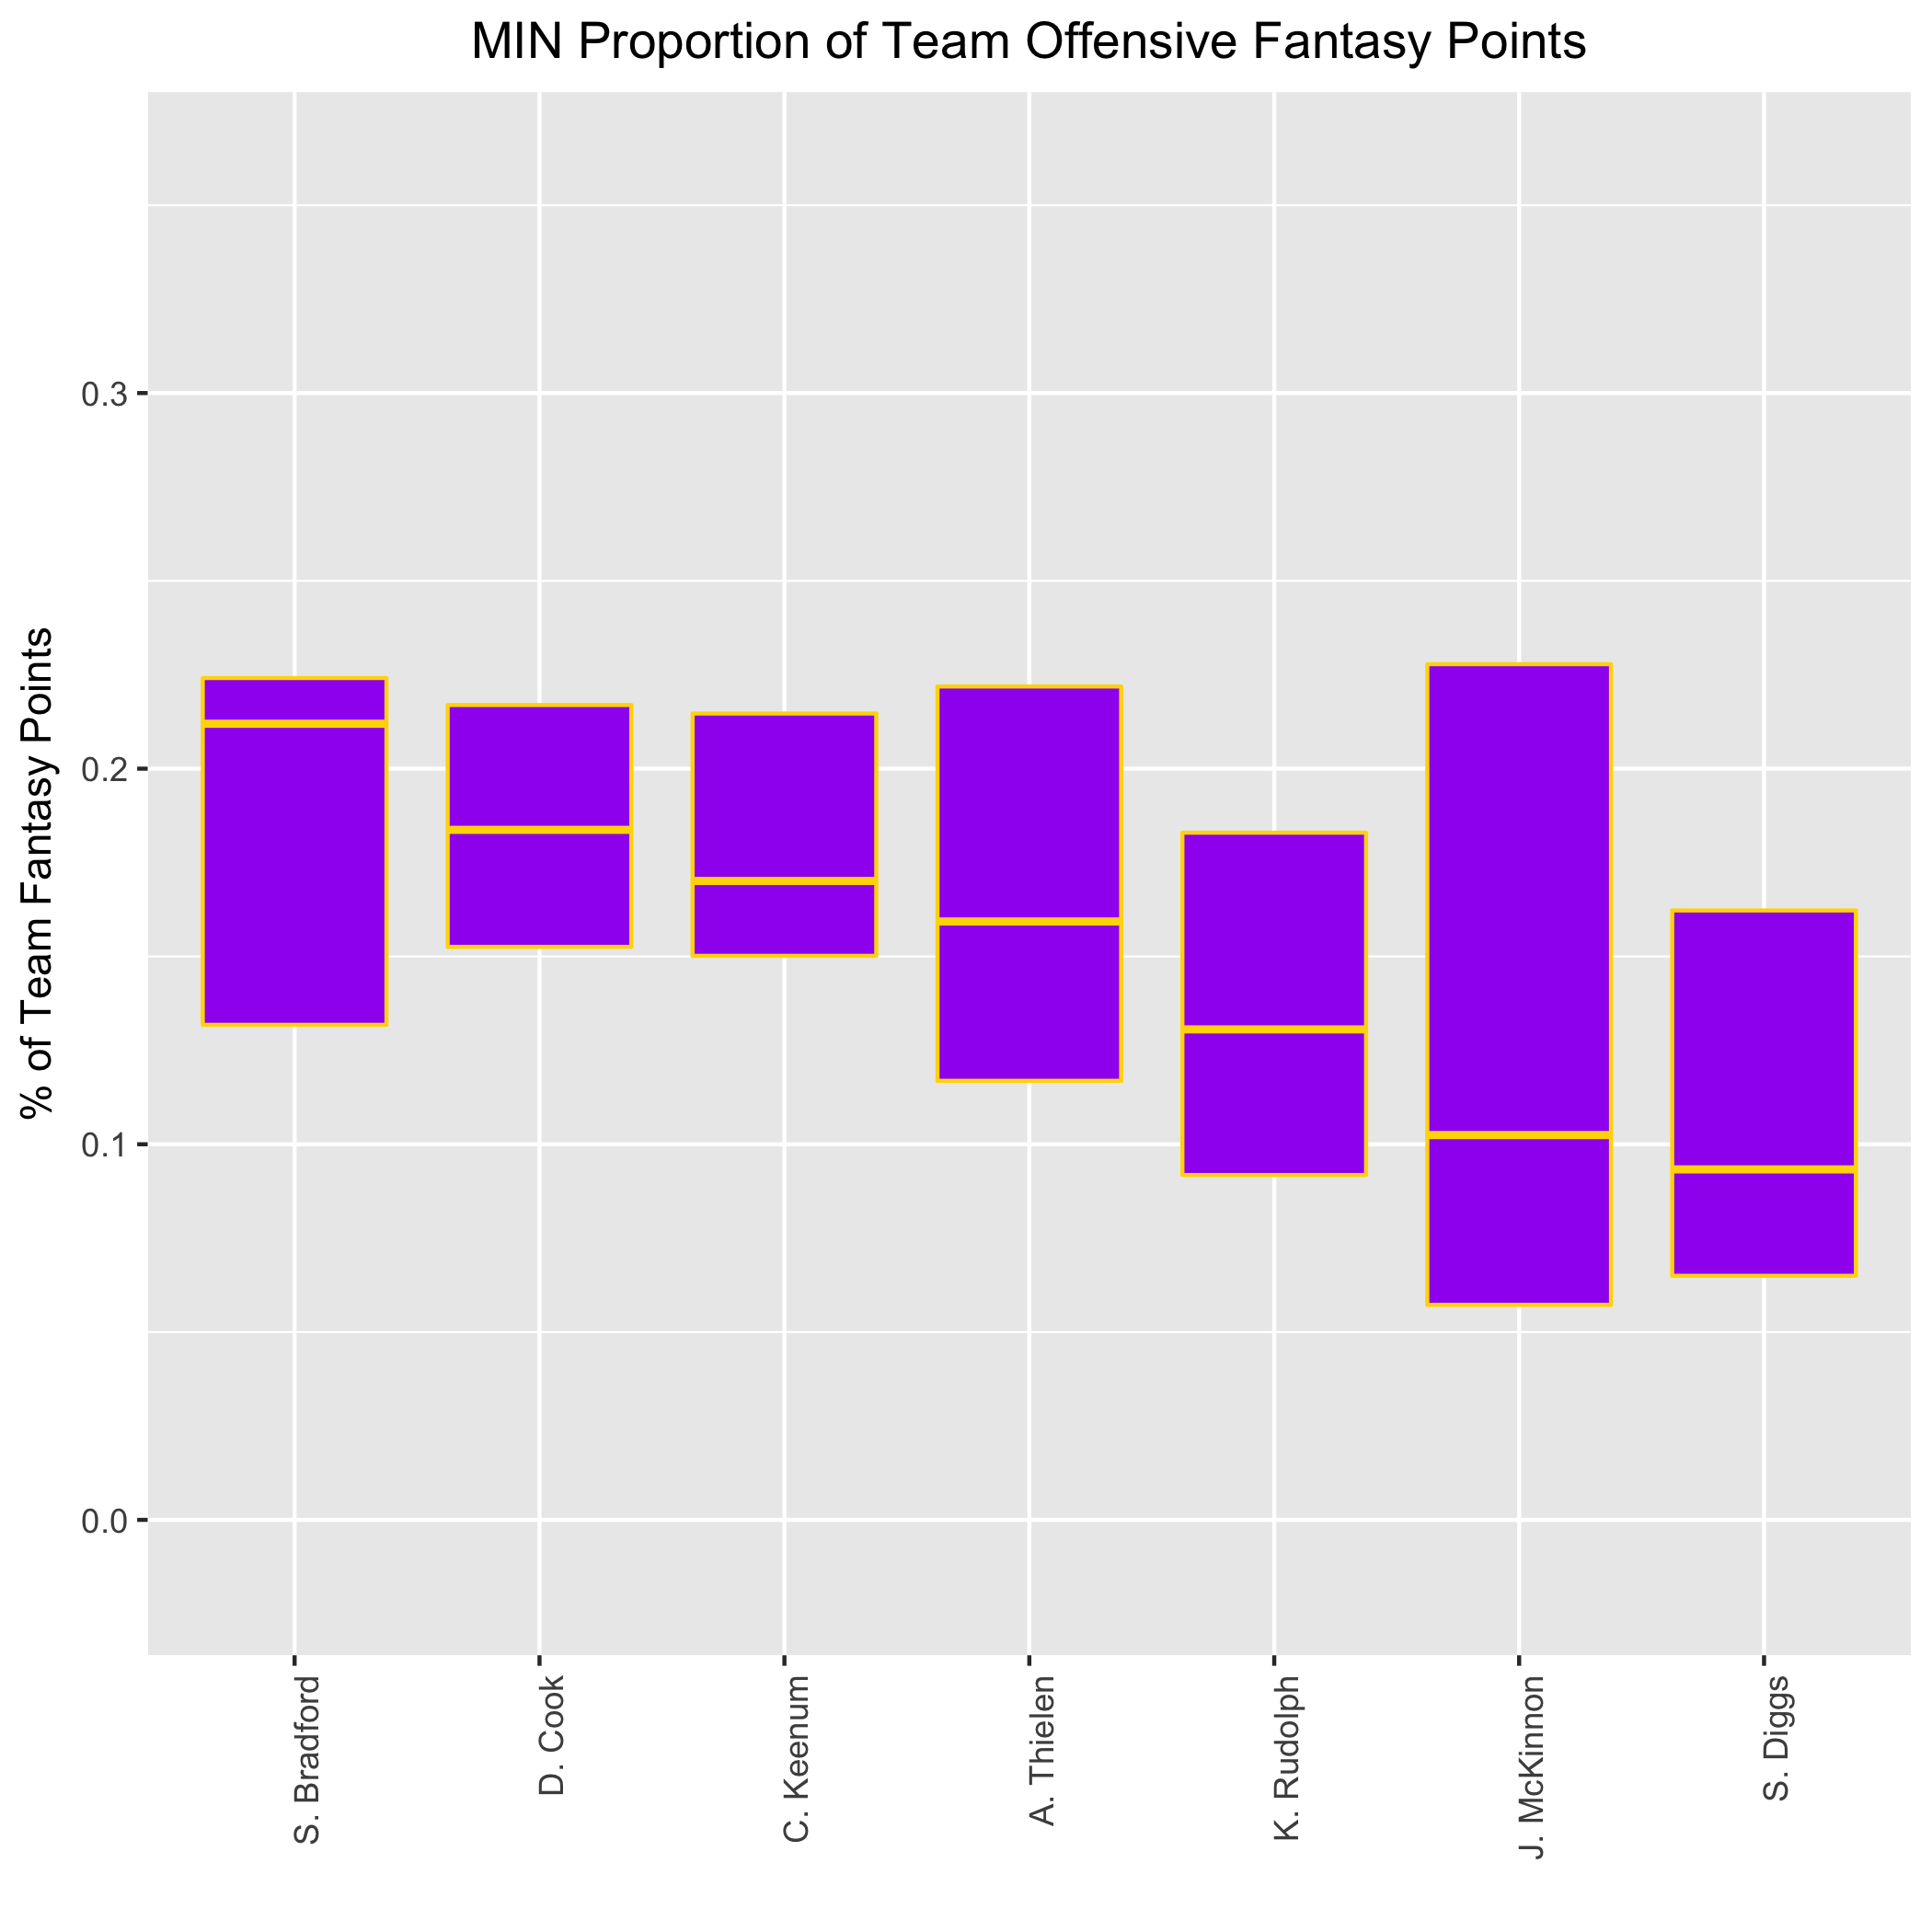 MIN Proportion of Team Offensive Fantasy Points
% of Team Fantasy Points
0.3
0.2
0.1
0.0
S. Bradford
D. Cook
C. Keenum
A. Thielen
K. Rudolph
J. McKinnon
S. Diggs